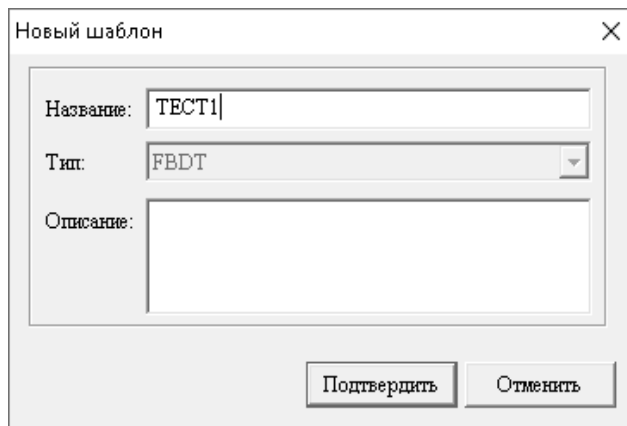 Новый шаблон
Название: ТЕСТ1
Тип: FBDT
Описание:
Подтвердить Отменить